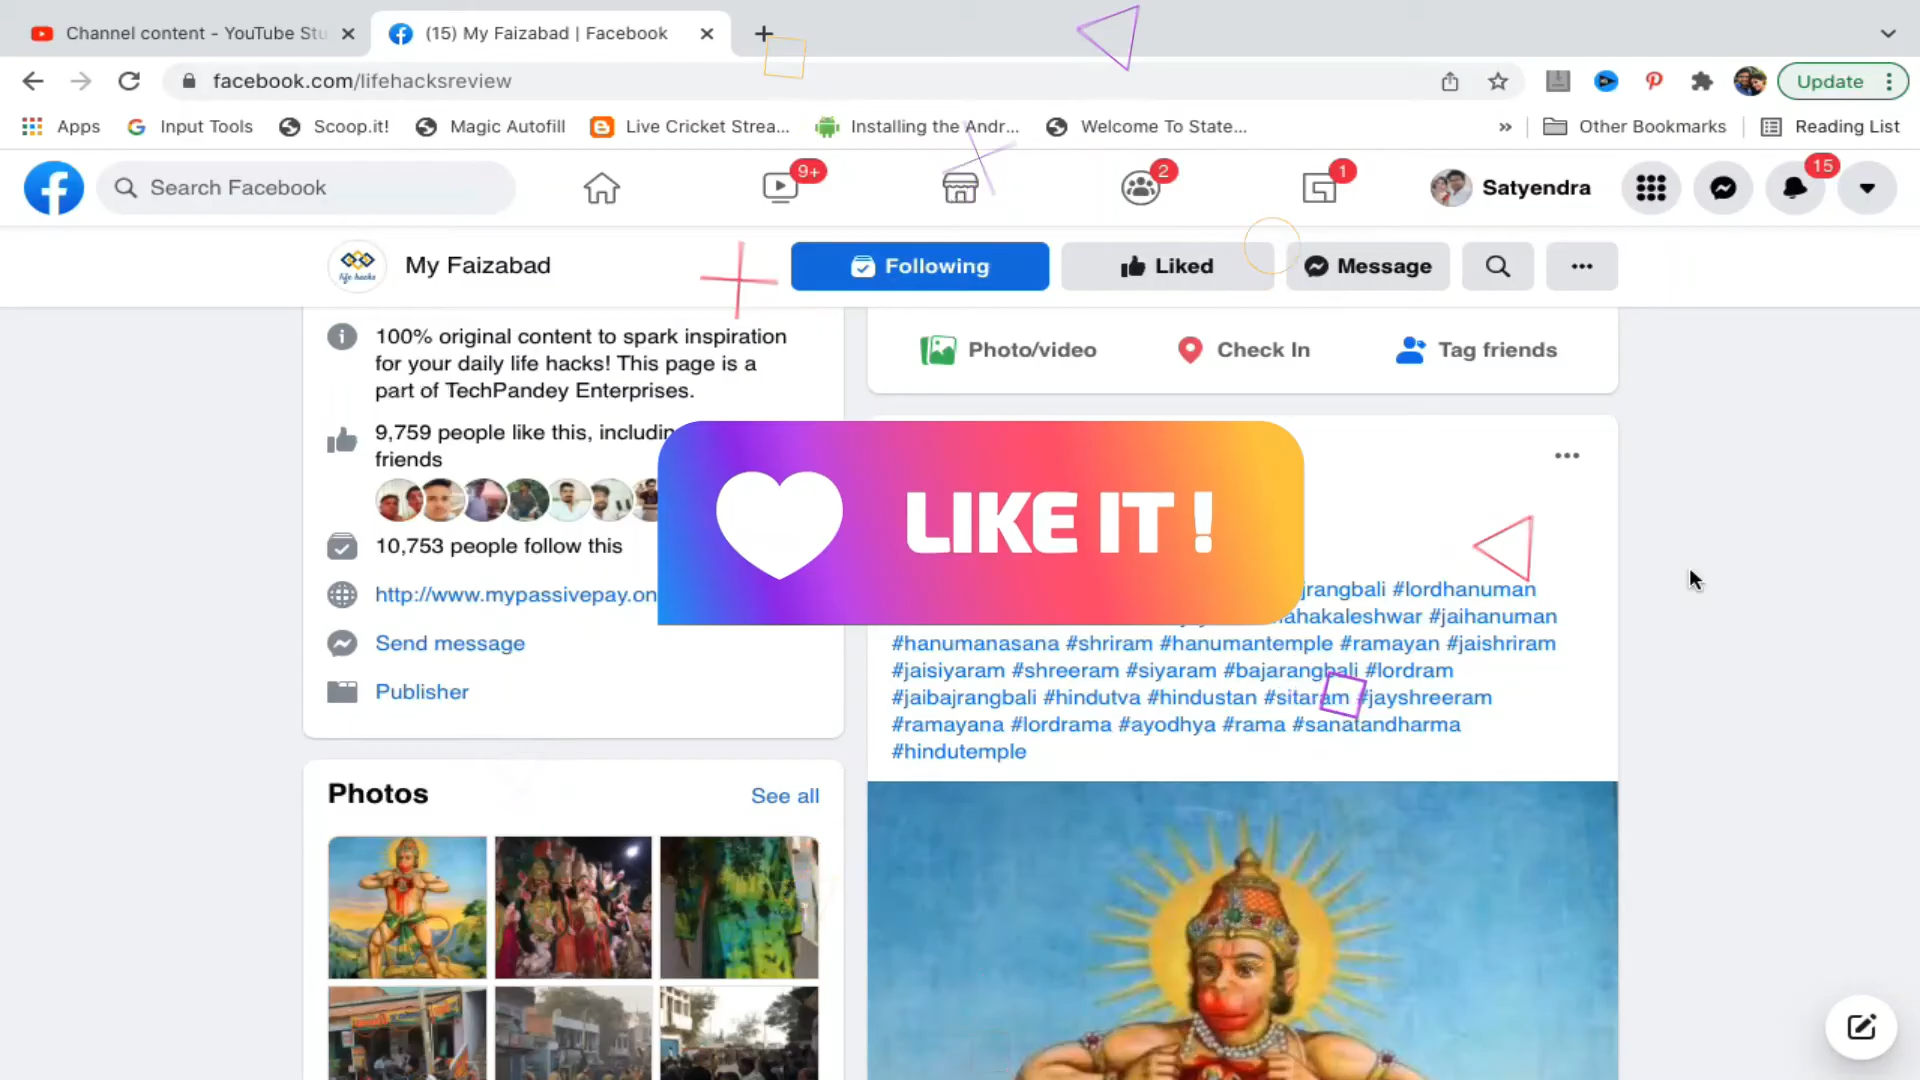 Channel content - YouTube Stu
(15) My Faizabad | Facebook
facebook.com/lifehacksreview
Update
Apps
Input Tools
Scoop.it!
Magic Autofill
Live Cricket Strea...
Installing the Andr...
Welcome To State...
»
Other Bookmarks
Reading List
Search Facebook
9+
2
1
Satyendra
15
life hacks
My Faizabad
Following
Liked
Message
100% original content to spark inspiration
for your daily life hacks! This page is a
part of TechPandey Enterprises.
9,759 people like this, includin
friends
10,753 people follow this
http://www.mypassivepay.on
Send message
Publisher
Photos
See all
Photo/video
Check In
Tag friends
LIKE IT !
jrangbali #lordhanuman
ahakaleshwar #jaihanuman
#hanumanasana #shriram #hanumantemple #ramayan #jaishriram
#jaisiyaram #shreeram #siyaram #bajarangbali #lordram
#jaibajrangbali #hindutva #hindustan #sitaram #jayshreeram
#ramayana #lordrama #ayodhya #rama #sanatandharma
#hindutemple